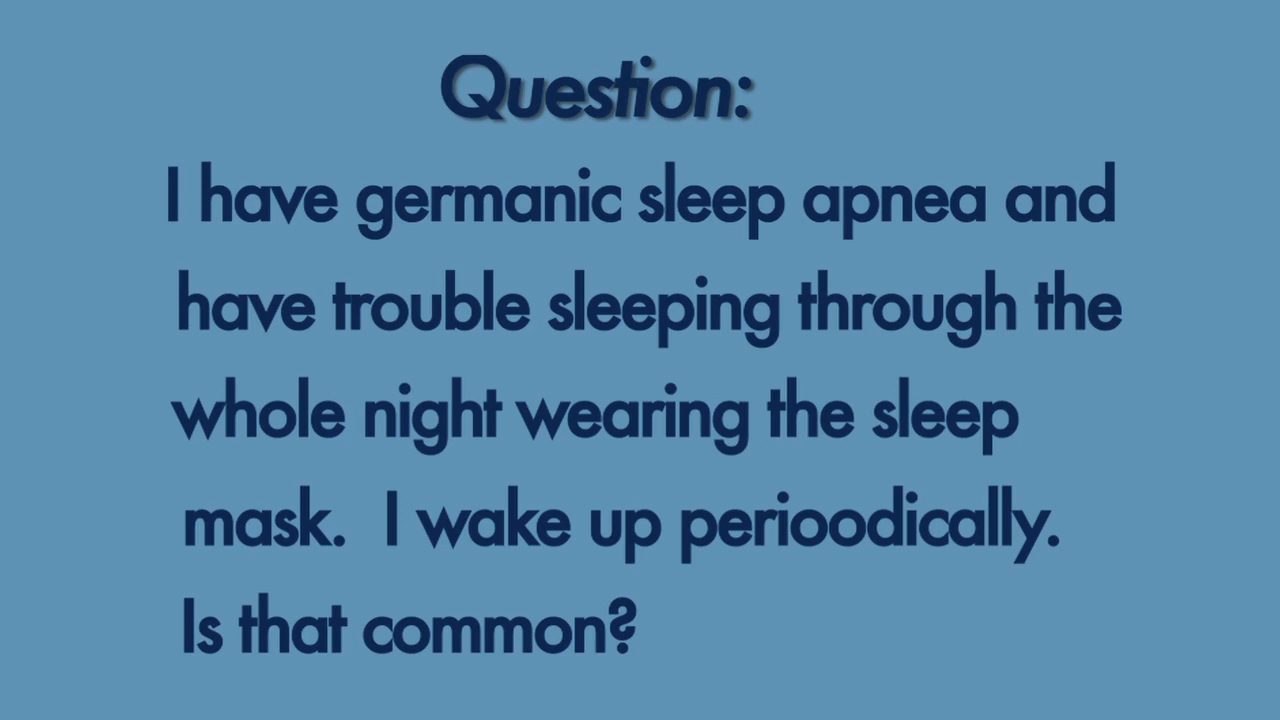 Question:
I have germanic sleep apnea and
have trouble sleeping through the
whole night wearing the sleep
mask.  I wake up perioodically.
Is that common?